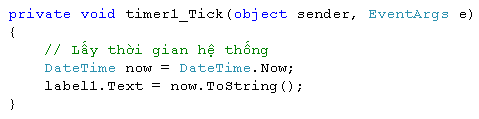 private void timer1_Tick(object sender, EventArgs e)
{
    // Lấy thời gian hệ thống
    DateTime now = DateTime.Now;
    label1.Text = now.ToString();
}